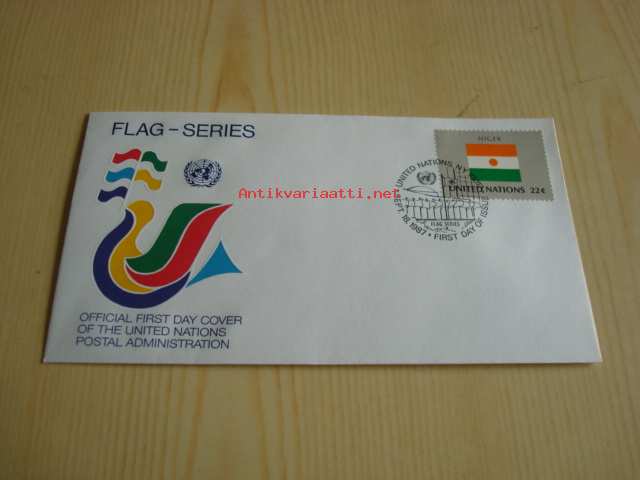 FLAG – SERIES
Antikvariaatti.net
NIGER
UNITED NATIONS 22¢
UNITED NATIONS, N.Y.
FLAG SERIES
SEPT. 18, 1987 • FIRST DAY OF ISSUE
OFFICIAL FIRST DAY COVER
OF THE UNITED NATIONS
POSTAL ADMINISTRATION